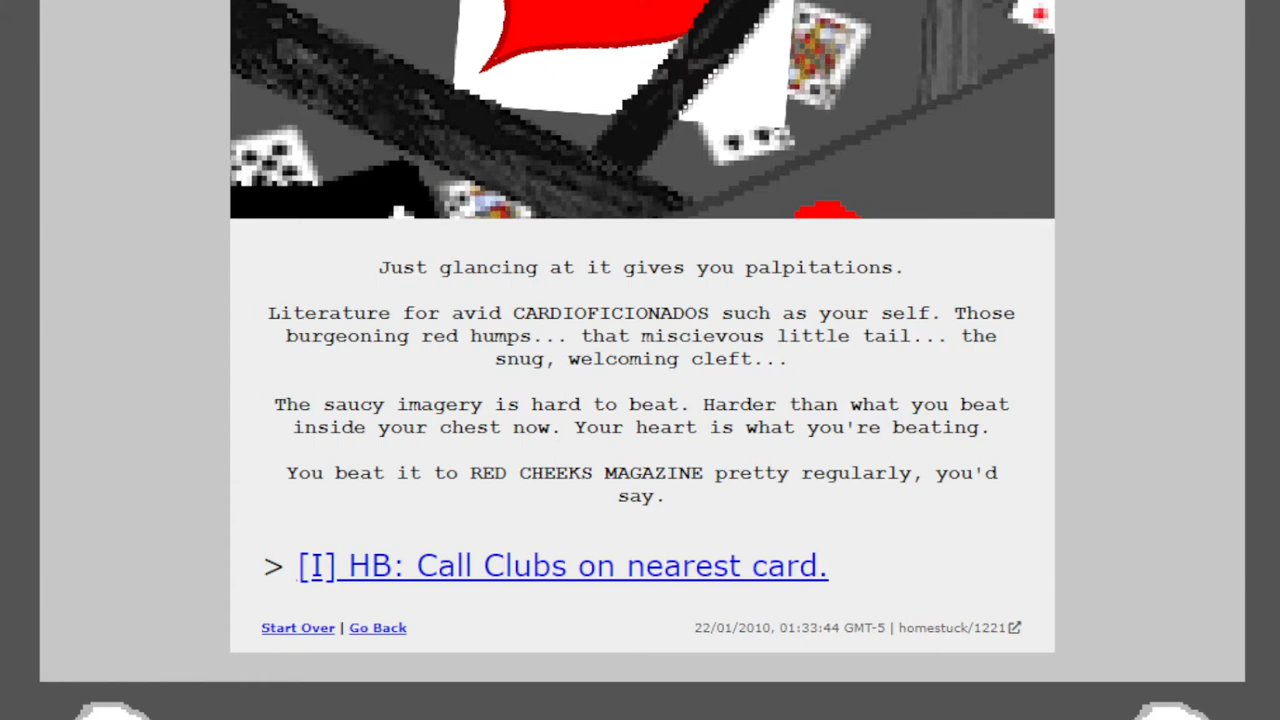 Just glancing at it gives you palpitations.
Literature for avid CARDIOFICIONADOS such as your self. Those
burgeoning red humps... that miscievous little tail... the
snug, welcoming cleft...
The saucy imagery is hard to beat. Harder than what you beat
inside your chest now. Your heart is what you're beating.
You beat it to RED CHEEKS MAGAZINE pretty regularly, you'd
say.
> [I] HB: Call Clubs on nearest card.
Start Over | Go Back 22/01/2010, 01:33:44 GMT-5 | homestuck/1221